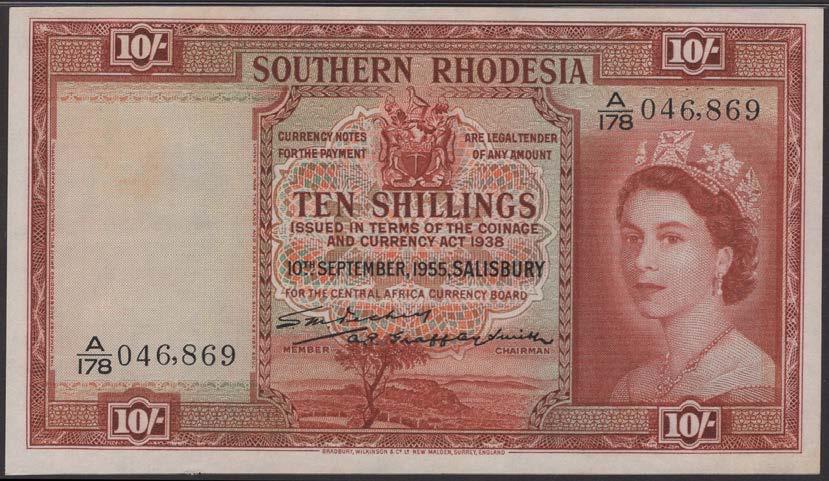 10/-
10/-
SOUTHERN RHODESIA
A/178 046,869
CURRENCY NOTES ARE LEGAL TENDER
FOR THE PAYMENT OF ANY AMOUNT
TEN SHILLINGS
ISSUED IN TERMS OF THE COINAGE
AND CURRENCY ACT 1938
10TH SEPTEMBER, 1955, SALISBURY
FOR THE CENTRAL AFRICA CURRENCY BOARD
MEMBER
CHAIRMAN
A/178 046,869
10/-
10/-
BRADBURY, WILKINSON & Co. Ld. NEW MALDEN, SURREY, ENGLAND